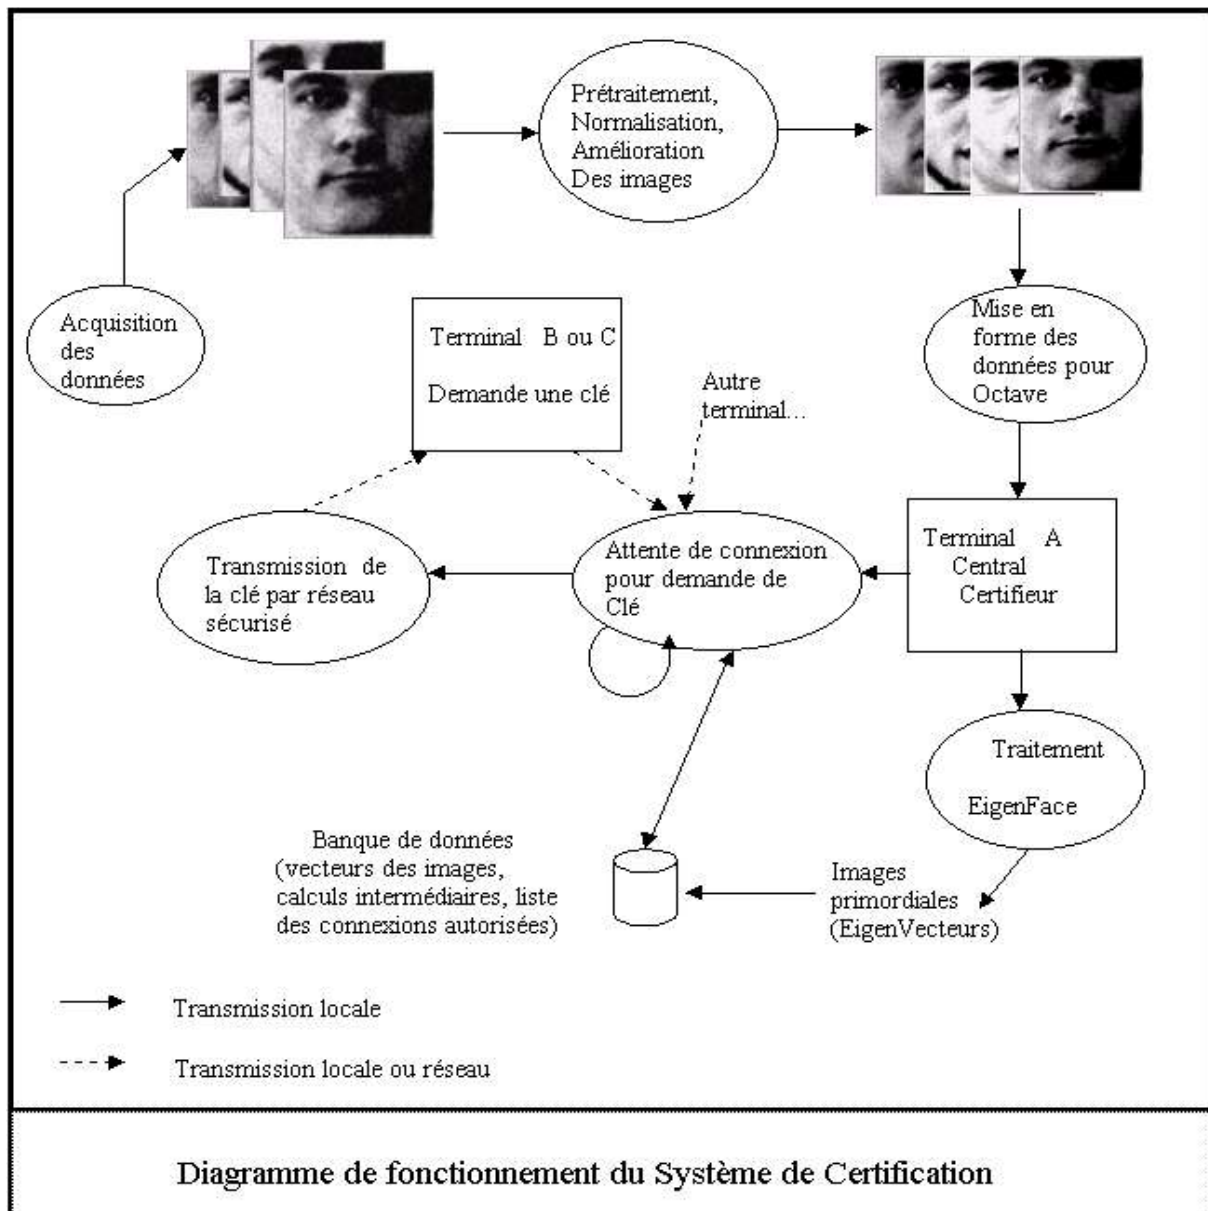 Prétraitement,
Normalisation,
Amélioration
Des images
Acquisition
des
données
Terminal B ou C
Demande une clé
Autre
terminal...
Mise en
forme des
données pour
Octave
Transmission de
la clé par réseau
sécurisé
Attente de connexion
pour demande de
Clé
Terminal A
Central
Certifieur
Traitement
EigenFace
Banque de données
(vecteurs des images,
calculs intermédiaires, liste
des connexions autorisées)
Images
primordiales
(EigenVecteurs)
Transmission locale
Transmission locale ou réseau
Diagramme de fonctionnement du Système de Certification